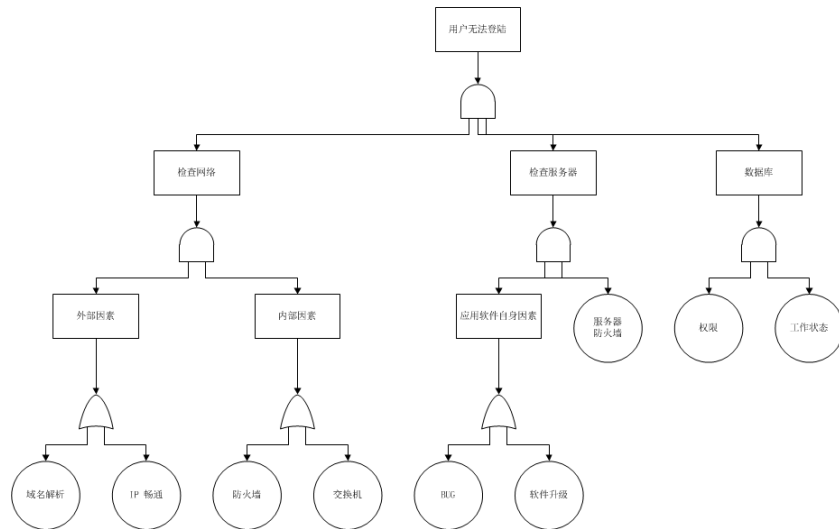 用户无法登陆
检查网络
检查服务器
数据库
外部因素
内部因素
应用软件自身因素
服务器
防火墙
权限
工作状态
域名解析
IP 畅通
防火墙
交换机
BUG
软件升级